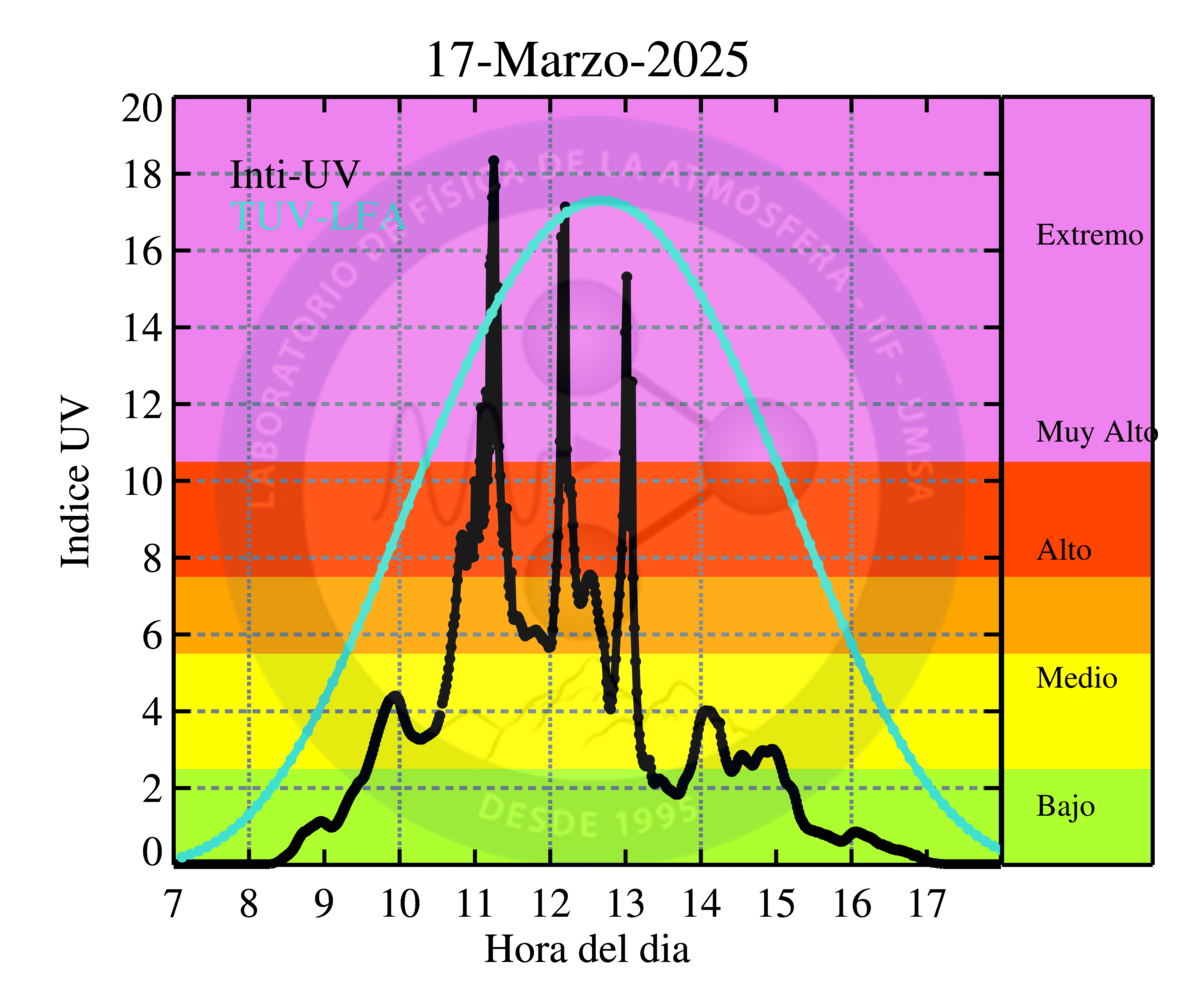 17-Marzo-2025
Inti-UV
TUV-LFA
LABORATORIO DE FÍSICA DE LA ATMÓSFERA - IIF - UMSA
DESDE 1995
Indice UV
20
18
16
14
12
10
8
6
4
2
0
Extremo
Muy Alto
Alto
Medio
Bajo
7 8 9 10 11 12 13 14 15 16 17
Hora del dia